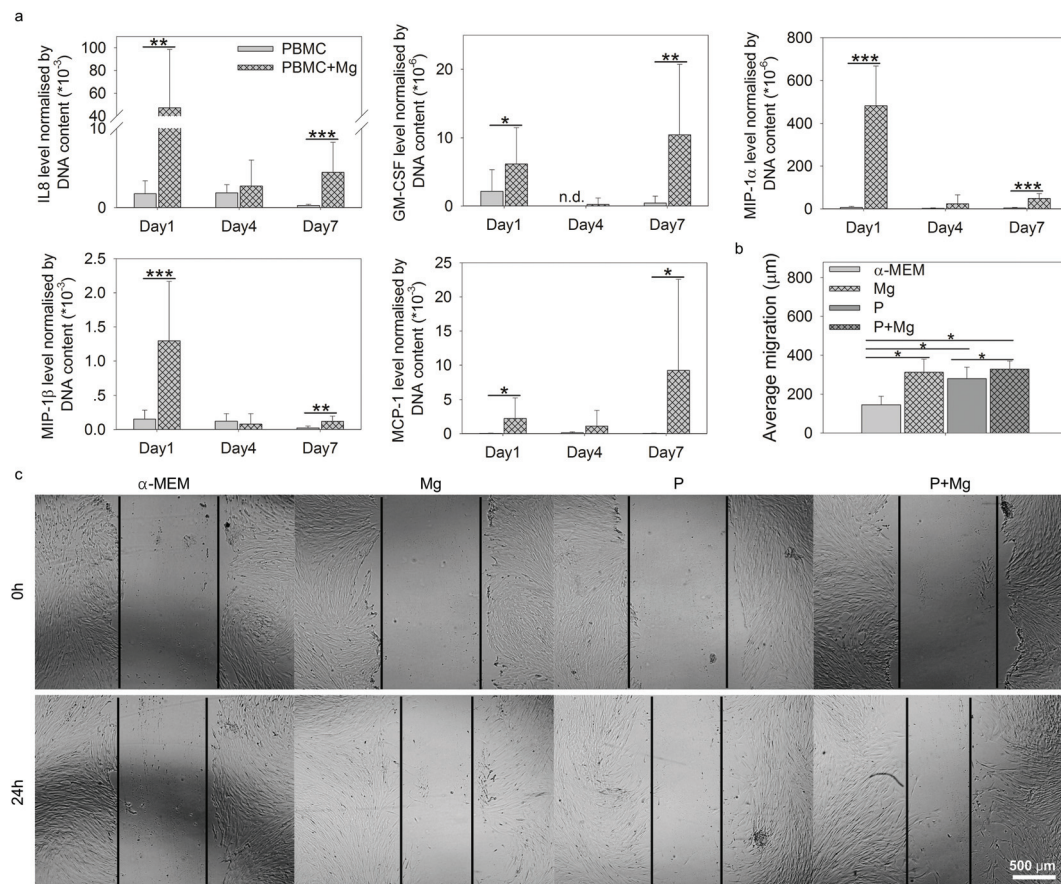 a
IL8 level normalised by
DNA content (*10⁻³)
100
80
60
40
10
0
**
***
PBMC
PBMC+Mg
Day1 Day4 Day7
GM-CSF level normalised by
DNA content (*10⁻⁶)
20
10
0
*
n.d.
**
Day1 Day4 Day7
MIP-1α level normalised by
DNA content (*10⁻⁶)
800
600
400
200
0
***
***
Day1 Day4 Day7
MIP-1β level normalised by
DNA content (*10⁻³)
2.5
2.0
1.5
1.0
.5
0.0
***
**
Day1 Day4 Day7
MCP-1 level normalised by
DNA content (*10⁻³)
25
20
15
10
5
0
*
*
Day1 Day4 Day7
b
Average migration (µm)
800
600
400
200
0
α-MEM
Mg
P
P+Mg
*
*
*
*
c
α-MEM Mg P P+Mg
0h
24h
500 µm